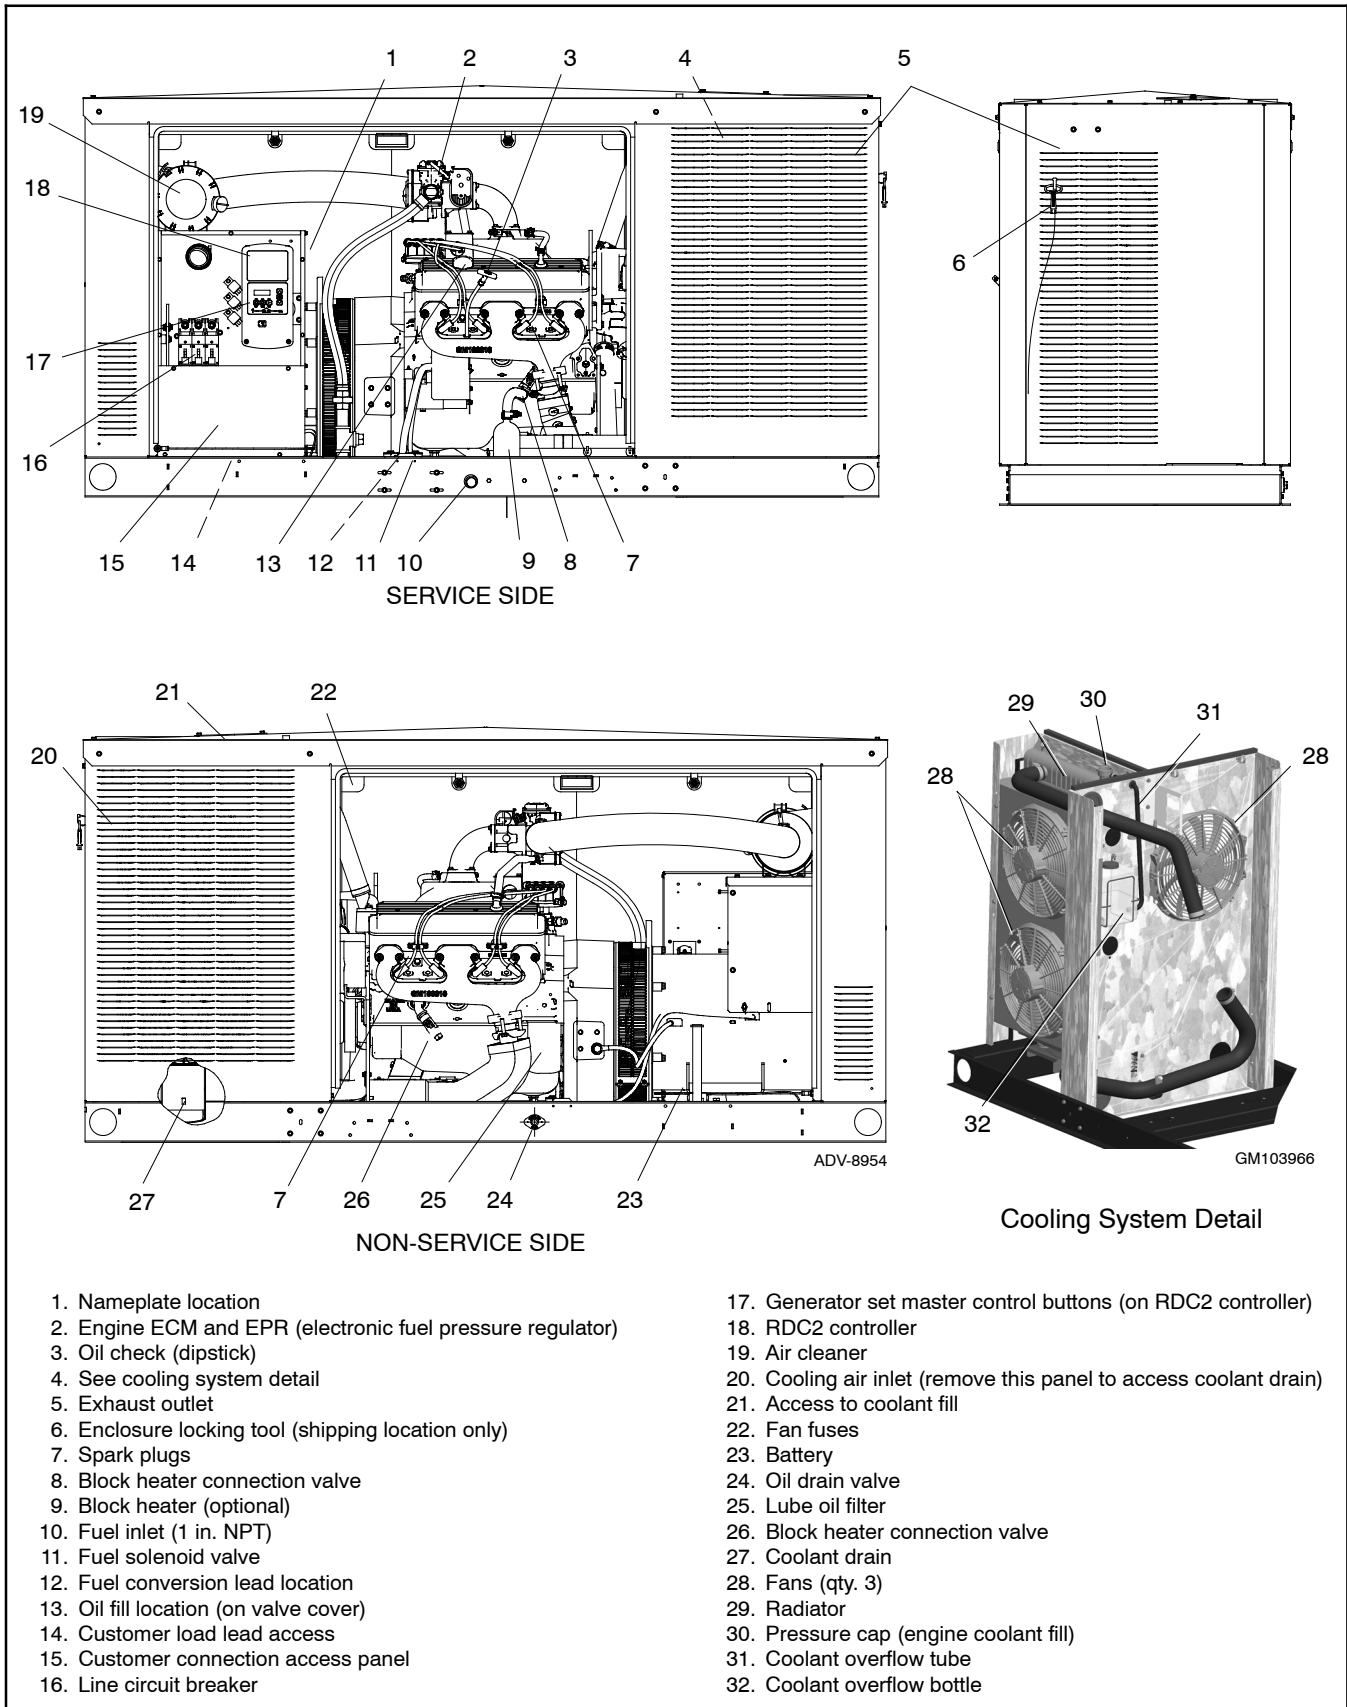 1
2
3
4
5
19
18
6
17
16
15
14
13
12
11
10
9
8
7
SERVICE SIDE
21
22
20
29
30
31
28
28
32
ADV-8954
GM103966
27
7
26
25
24
23
NON-SERVICE SIDE
Cooling System Detail
1. Nameplate location
2. Engine ECM and EPR (electronic fuel pressure regulator)
3. Oil check (dipstick)
4. See cooling system detail
5. Exhaust outlet
6. Enclosure locking tool (shipping location only)
7. Spark plugs
8. Block heater connection valve
9. Block heater (optional)
10. Fuel inlet (1 in. NPT)
11. Fuel solenoid valve
12. Fuel conversion lead location
13. Oil fill location (on valve cover)
14. Customer load lead access
15. Customer connection access panel
16. Line circuit breaker
17. Generator set master control buttons (on RDC2 controller)
18. RDC2 controller
19. Air cleaner
20. Cooling air inlet (remove this panel to access coolant drain)
21. Access to coolant fill
22. Fan fuses
23. Battery
24. Oil drain valve
25. Lube oil filter
26. Block heater connection valve
27. Coolant drain
28. Fans (qty. 3)
29. Radiator
30. Pressure cap (engine coolant fill)
31. Coolant overflow tube
32. Coolant overflow bottle